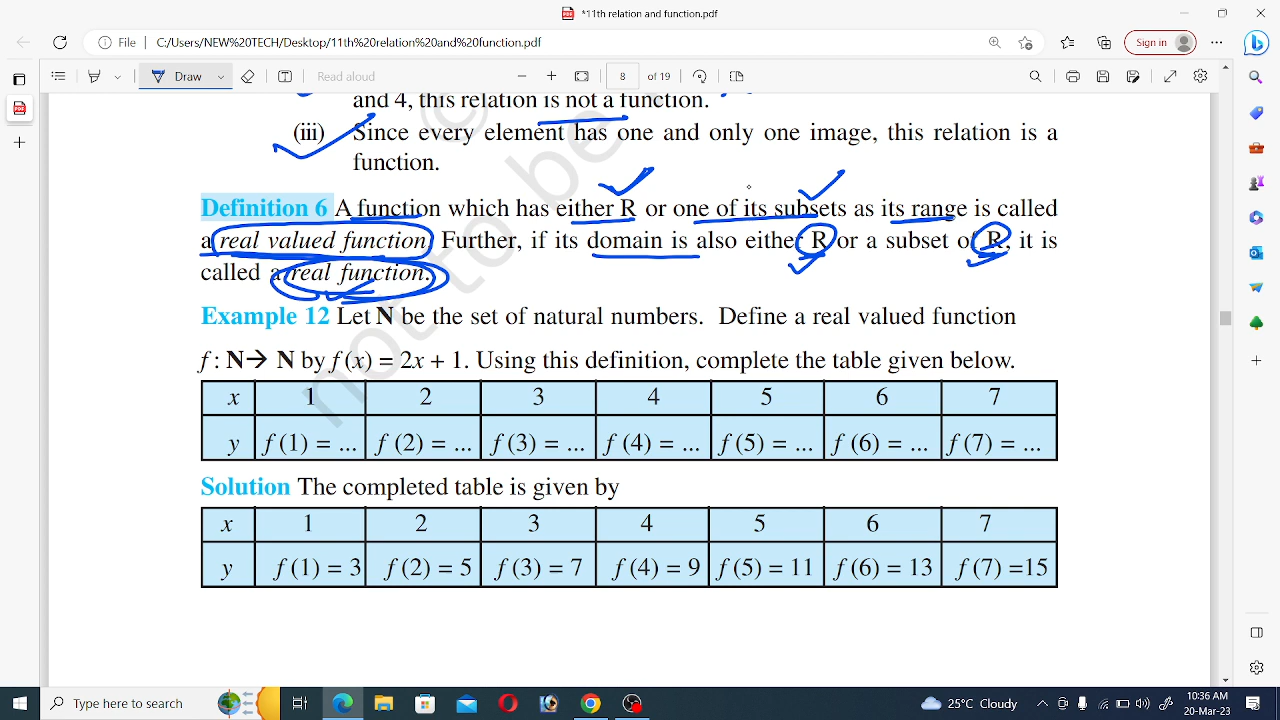 *11th relation and function.pdf
File | C:/Users/NEW%20TECH/Desktop/11th%20relation%20and%20function.pdf
Sign in
Draw
Read aloud
8 of 19
and 4, this relation is not a function.
(iii) Since every element has one and only one image, this relation is a
function.
Definition 6 A function which has either R or one of its subsets as its range is called
a real valued function. Further, if its domain is also either R or a subset of R, it is
called a real function.
Example 12 Let N be the set of natural numbers. Define a real valued function
f : N→ N by f (x) = 2x + 1. Using this definition, complete the table given below.
x 1 2 3 4 5 6 7
y f (1) = ... f (2) = ... f (3) = ... f (4) = ... f (5) = ... f (6) = ... f (7) = ...
Solution The completed table is given by
x 1 2 3 4 5 6 7
y f (1) = 3 f (2) = 5 f (3) = 7 f (4) = 9 f (5) = 11 f (6) = 13 f (7) =15
© not to be
Type here to search
25°C Cloudy
10:36 AM
20-Mar-23